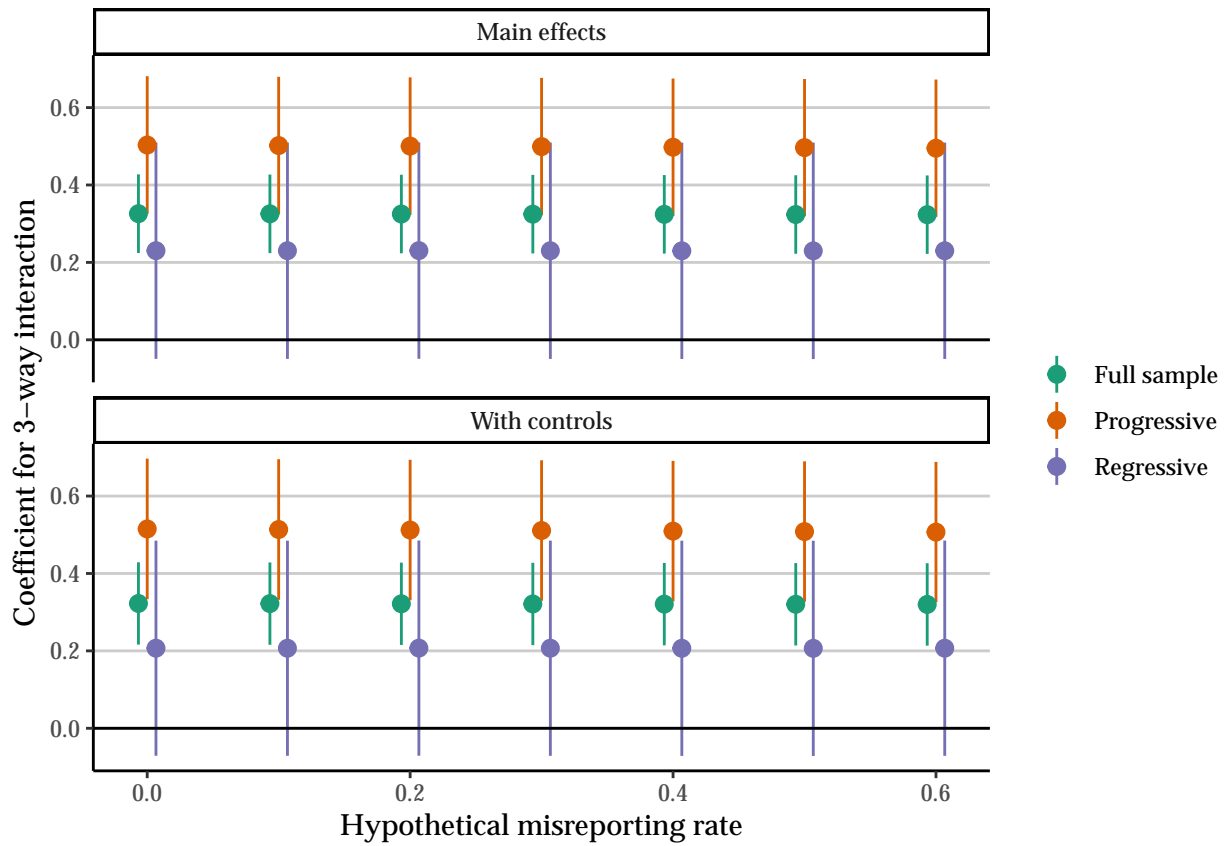 Main effects
0.6
0.4
0.2
0.0
With controls
0.6
0.4
0.2
0.0
0.0 0.2 0.4 0.6
Hypothetical misreporting rate
Coefficient for 3−way interaction
Full sample
Progressive
Regressive